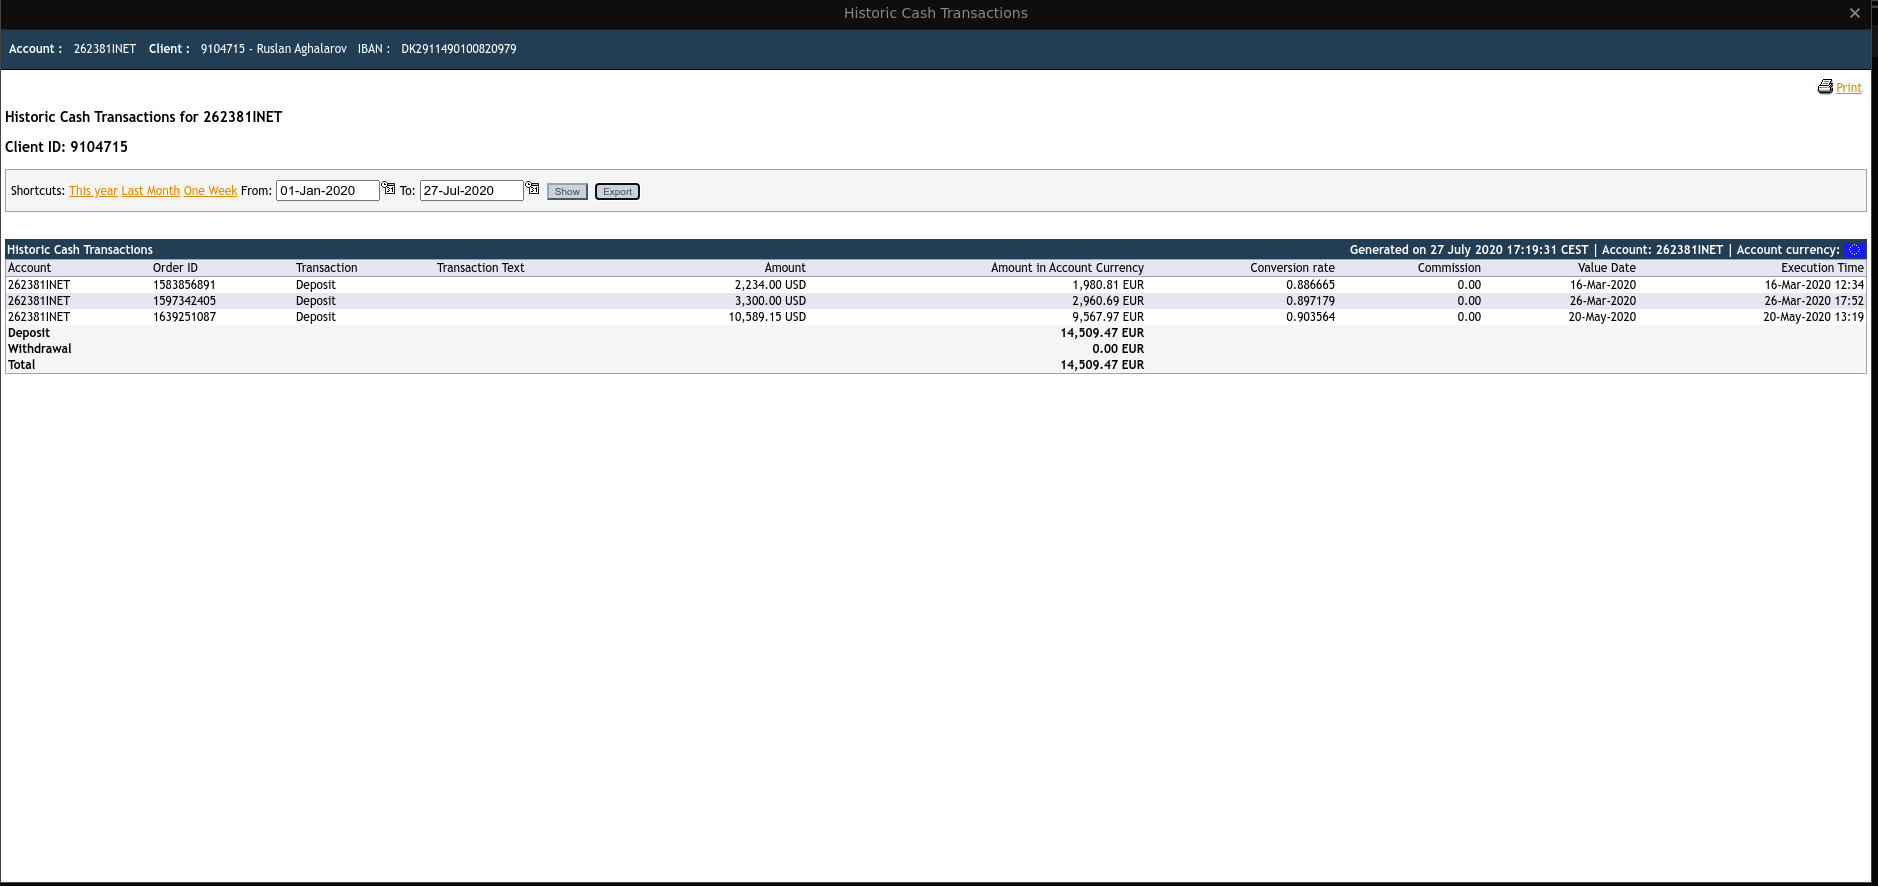 Historic Cash Transactions
Account : 262381INET Client : 9104715 - Ruslan Aghalarov IBAN : DK2911490100820979
Print
Historic Cash Transactions for 262381INET
Client ID: 9104715
Shortcuts: This year Last Month One Week From: 01-Jan-2020 To: 27-Jul-2020 Show Export
Historic Cash Transactions Generated on 27 July 2020 17:19:31 CEST | Account: 262381INET | Account currency:
Account Order ID Transaction Transaction Text Amount Amount in Account Currency Conversion rate Commission Value Date Execution Time
262381INET 1583856891 Deposit 2,234.00 USD 1,980.81 EUR 0.886665 0.00 16-Mar-2020 16-Mar-2020 12:34
262381INET 1597342405 Deposit 3,300.00 USD 2,960.69 EUR 0.897179 0.00 26-Mar-2020 26-Mar-2020 17:52
262381INET 1639251087 Deposit 10,589.15 USD 9,567.97 EUR 0.903564 0.00 20-May-2020 20-May-2020 13:19
Deposit 14,509.47 EUR
Withdrawal 0.00 EUR
Total 14,509.47 EUR